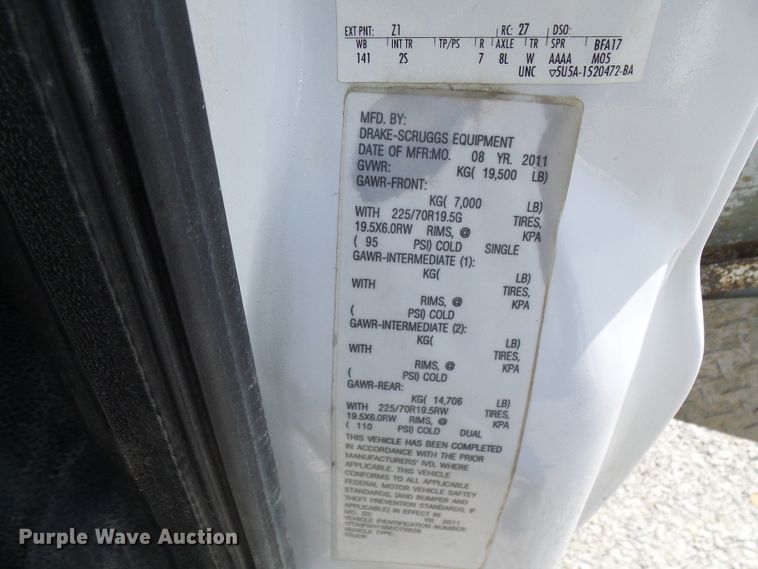 EXT PNT: Z1 RC: 27 DSO:
WB INT TR TP/PS R AXLE TR SPR BFA17
141 2S 7 8L W AAAA M05
UNC ▽5U5A-1520472-BA
MFD. BY:
DRAKE-SCRUGGS EQUIPMENT
DATE OF MFR:MO. 08 YR. 2011
GVWR: KG( 19,500 LB)
GAWR-FRONT:
KG( 7,000 LB)
WITH 225/70R19.5G TIRES,
19.5X6.0RW RIMS, @ KPA
( 95 PSI) COLD SINGLE
GAWR-INTERMEDIATE (1):
KG( LB)
WITH TIRES,
RIMS, @ KPA
( PSI) COLD
GAWR-INTERMEDIATE (2):
KG( LB)
WITH TIRES,
RIMS, @ KPA
( PSI) COLD
GAWR-REAR:
KG( 14,706 LB)
WITH 225/70R19.5RW TIRES,
19.5X6.0RW RIMS, @ KPA
( 110 PSI) COLD DUAL
THIS VEHICLE HAS BEEN COMPLETED
IN ACCORDANCE WITH THE PRIOR
MANUFACTURERS' IVD, WHERE
APPLICABLE. THIS VEHICLE
CONFORMS TO ALL APPLICABLE
FEDERAL MOTOR VEHICLE SAFTEY
STANDARDS, [AND BUMPER AND
THEFT PREVENTION STANDARDS, IF
APPLICABLE] IN EFFECT IN:
MO. 05 YR. 2011
VEHICLE IDENTIFICATION NUMBER:
VEHICLE TYPE:
TRUCK
Purple Wave Auction